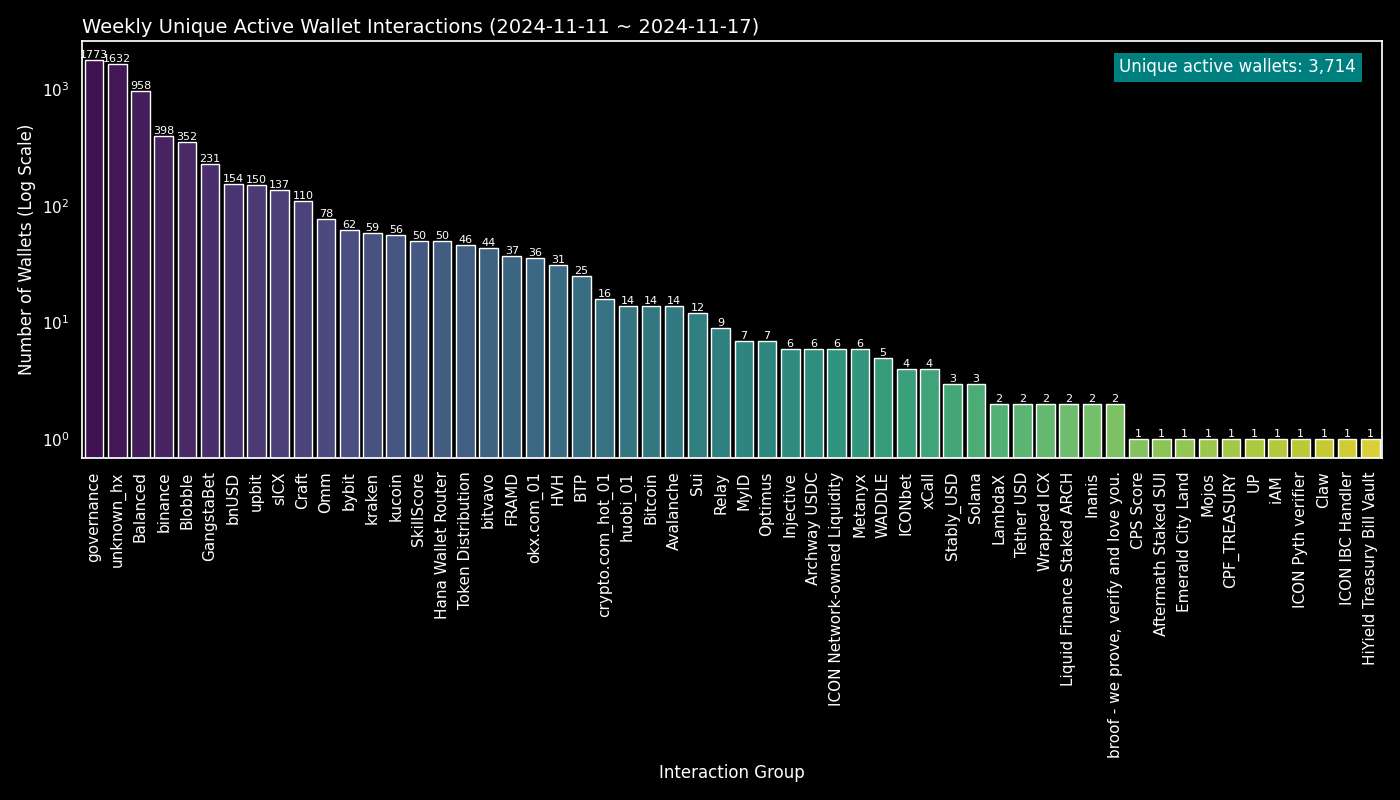 Weekly Unique Active Wallet Interactions (2024-11-11 ~ 2024-11-17)
Unique active wallets: 3,714
Number of Wallets (Log Scale)
10³
10²
10¹
10⁰
1773 1632 958 398 352 231 154 150 137 110 78 62 59 56 50 50 46 44 37 36 31 25 16 14 14 14 12 9 7 7 6 6 6 6 5 4 4 3 3 2 2 2 2 2 2 1 1 1 1 1 1 1 1 1 1 1
governance
unknown_hx
Balanced
binance
Blobble
GangstaBet
bnUSD
upbit
sICX
Craft
Omm
bybit
kraken
kucoin
SkillScore
Hana Wallet Router
Token Distribution
bitvavo
FRAMD
okx.com_01
HVH
BTP
crypto.com_hot_01
huobi_01
Bitcoin
Avalanche
Sui
Relay
MyID
Optimus
Injective
Archway USDC
ICON Network-owned Liquidity
Metanyx
WADDLE
ICONbet
xCall
Stably_USD
Solana
LambdaX
Tether USD
Wrapped ICX
Liquid Finance Staked ARCH
Inanis
broof - we prove, verify and love you.
CPS Score
Aftermath Staked SUI
Emerald City Land
Mojos
CPF_TREASURY
UP
iAM
ICON Pyth verifier
Claw
ICON IBC Handler
HiYield Treasury Bill Vault
Interaction Group